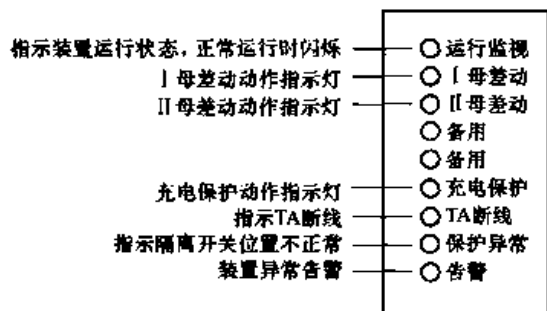 指示装置运行状态，正常运行时闪烁 运行监视
Ⅰ母差动动作指示灯 Ⅰ母差动
Ⅱ母差动动作指示灯 Ⅱ母差动
备用
备用
充电保护动作指示灯 充电保护
指示TA断线 TA断线
指示隔离开关位置不正常 保护异常
装置异常告警 告警